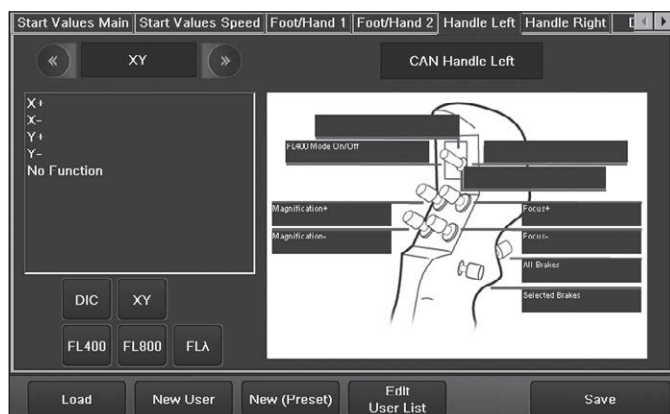 Start Values Main Start Values Speed Foot/Hand 1 Foot/Hand 2 Handle Left Handle Right
« XY »
CAN Handle Left
X+
X-
Y+
Y-
No Function
FL400 Mode On/Off
Magnification+
Focus+
Magnification-
Focus-
All Brakes
Selected Brakes
DIC XY
FL400 FL800 FLλ
Load New User New (Preset) Edit
User List Save